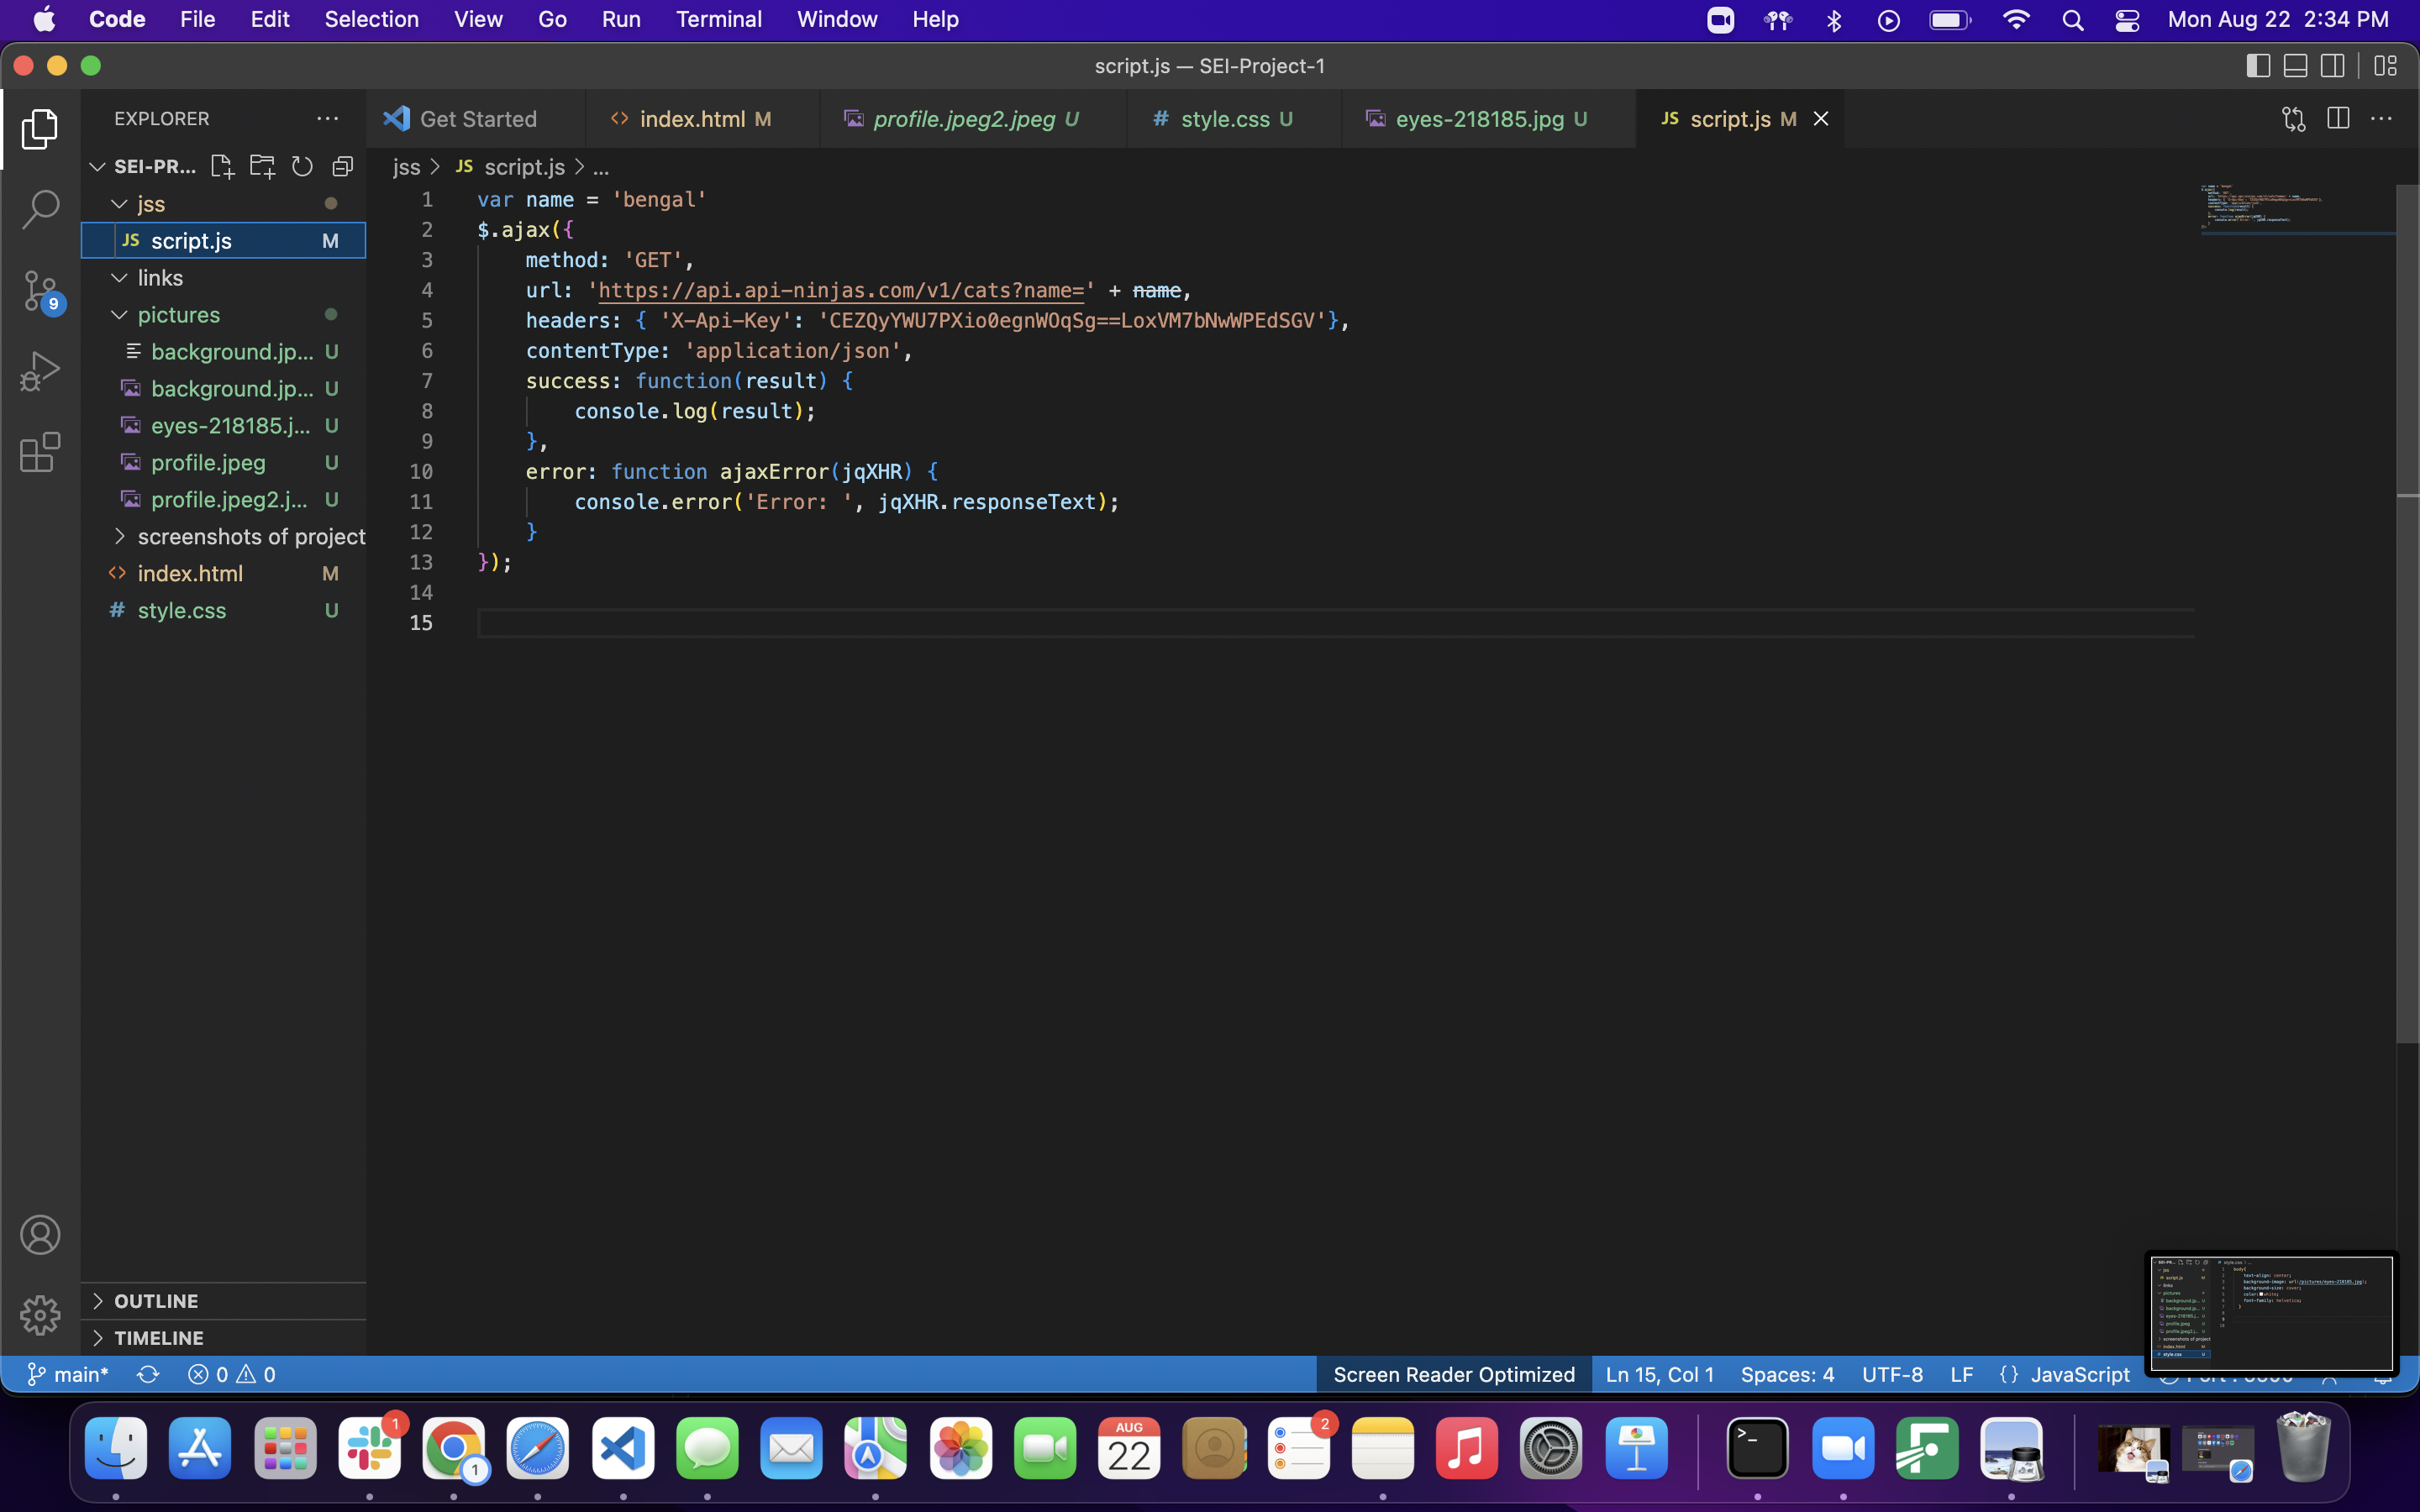 Code File Edit Selection View Go Run Terminal Window Help Mon Aug 22 2:34 PM
script.js — SEI-Project-1
EXPLORER
Get Started
index.html M
profile.jpeg2.jpeg U
style.css U
eyes-218185.jpg U
JS script.js M
SEI-PR...
jss > JS script.js > ...
jss
JS script.js M
links
9
pictures
background.jp... U
background.jp... U
eyes-218185.j... U
profile.jpeg U
profile.jpeg2.j... U
screenshots of project
<> index.html M
# style.css U
1 var name = 'bengal'
2 $.ajax({
3 method: 'GET',
4 url: 'https://api.api-ninjas.com/v1/cats?name=' + name,
5 headers: { 'X-Api-Key': 'CEZQyYWU7PXio0egnWOqSg==LoxVM7bNwWPEdSGV'},
6 contentType: 'application/json',
7 success: function(result) {
8 console.log(result);
9 },
10 error: function ajaxError(jqXHR) {
11 console.error('Error: ', jqXHR.responseText);
12 }
13 });
14
15
OUTLINE
TIMELINE
main* 0 0 Screen Reader Optimized Ln 15, Col 1 Spaces: 4 UTF-8 LF {} JavaScript
1
1
AUG
22
2